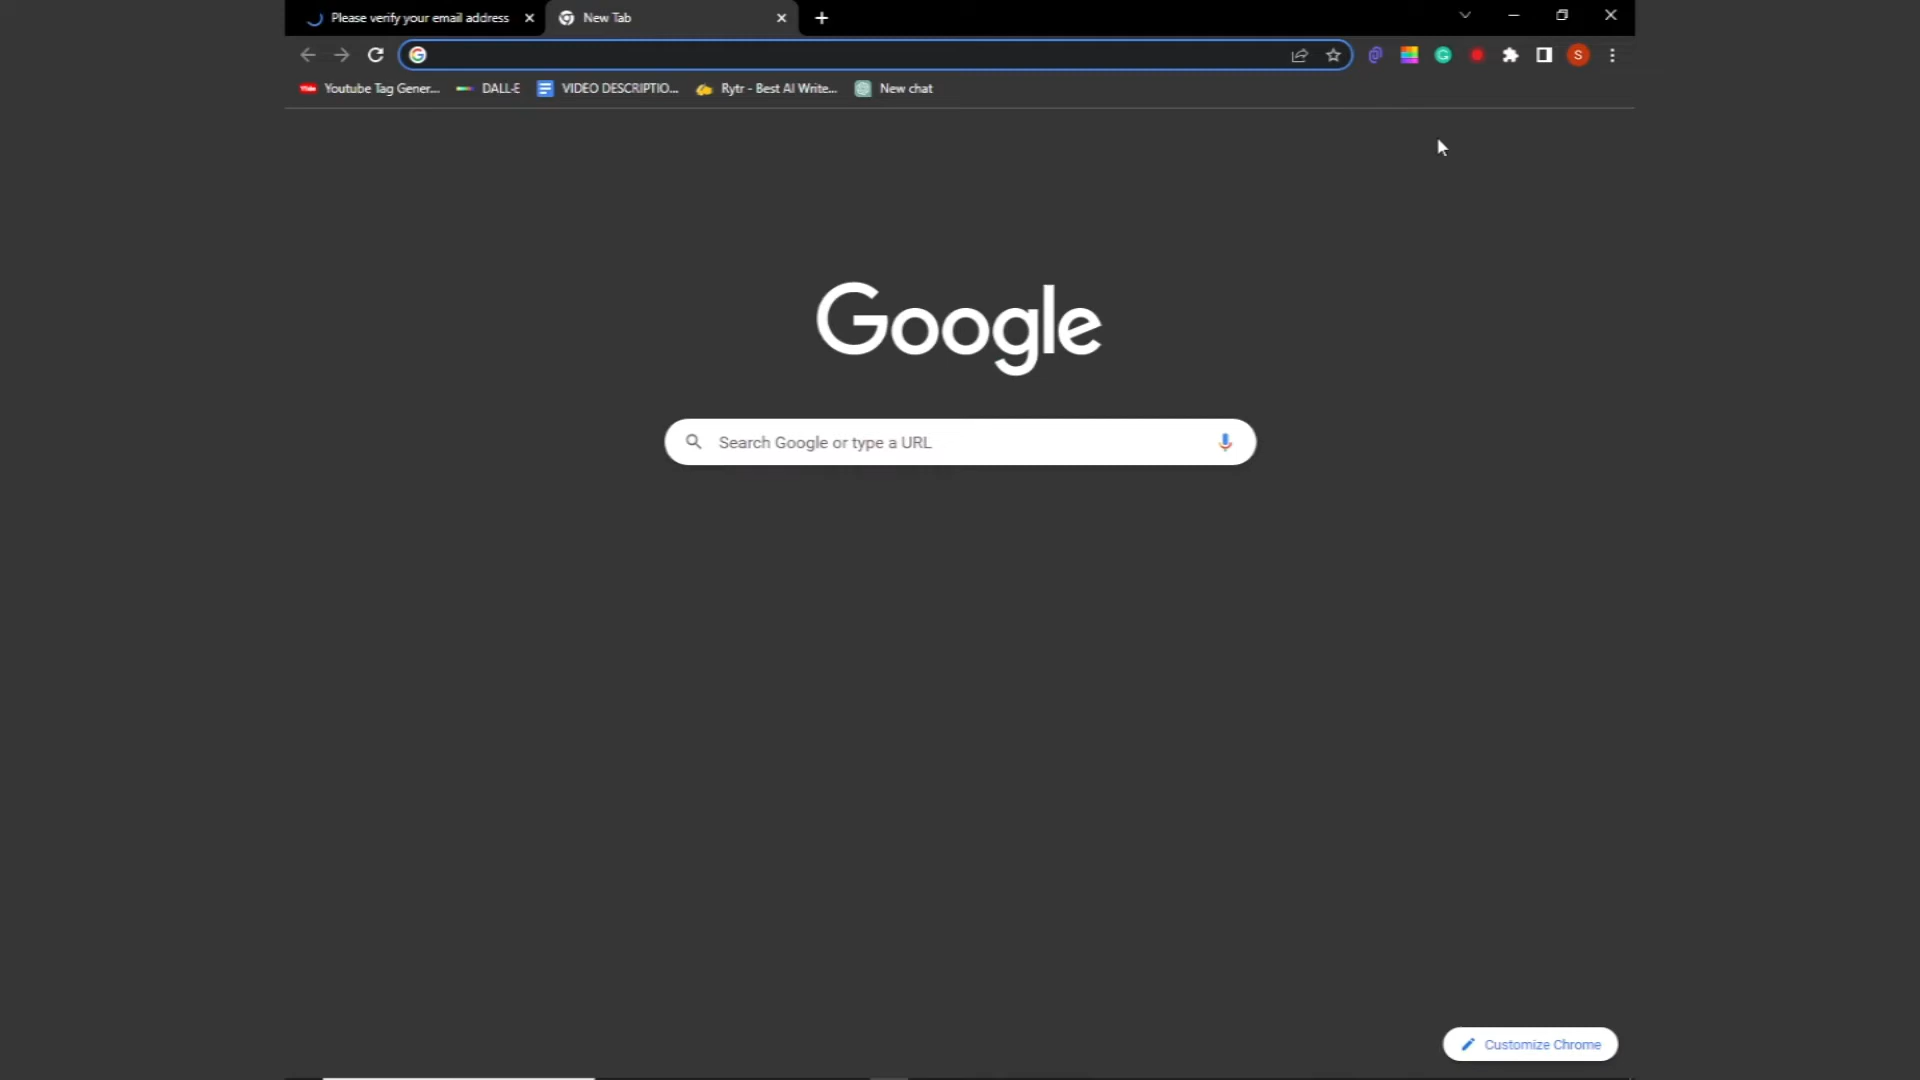 Please verify your email address
New Tab
Youtube Tag Gener...
DALL·E
VIDEO DESCRIPTIO...
Rytr - Best AI Write...
New chat
S
Google
Search Google or type a URL
Customize Chrome